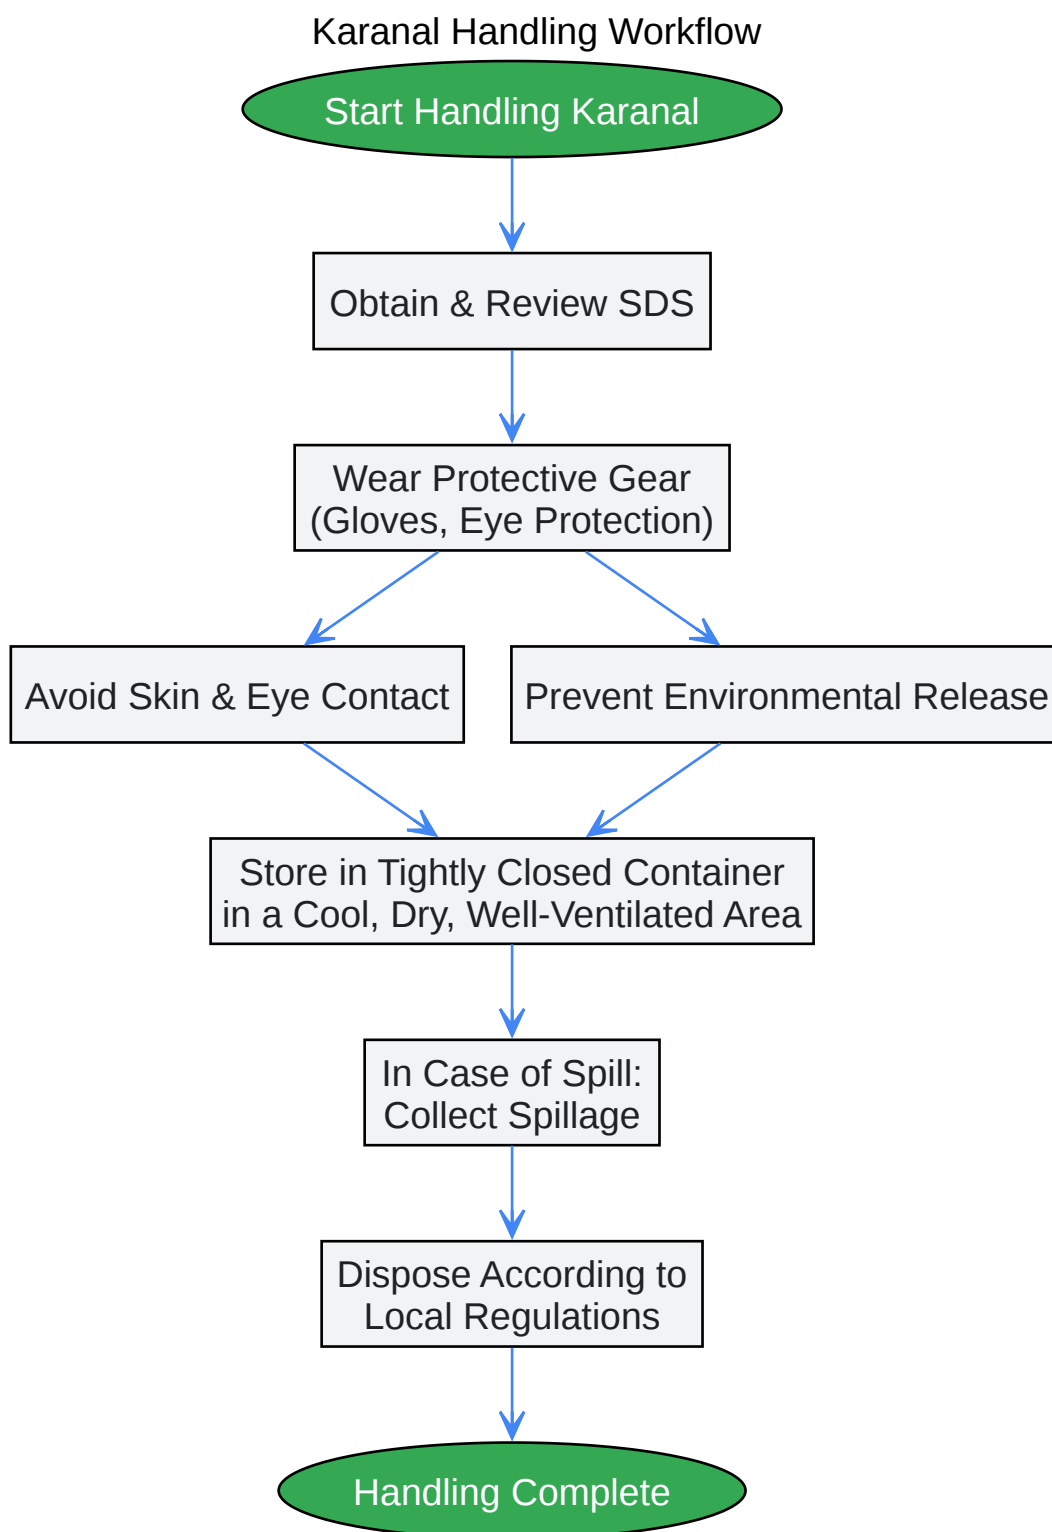 Karanal Handling Workflow
Start Handling Karanal
Obtain & Review SDS
Wear Protective Gear
(Gloves, Eye Protection)
Avoid Skin & Eye Contact
Prevent Environmental Release
Store in Tightly Closed Container
in a Cool, Dry, Well-Ventilated Area
In Case of Spill:
Collect Spillage
Dispose According to
Local Regulations
Handling Complete